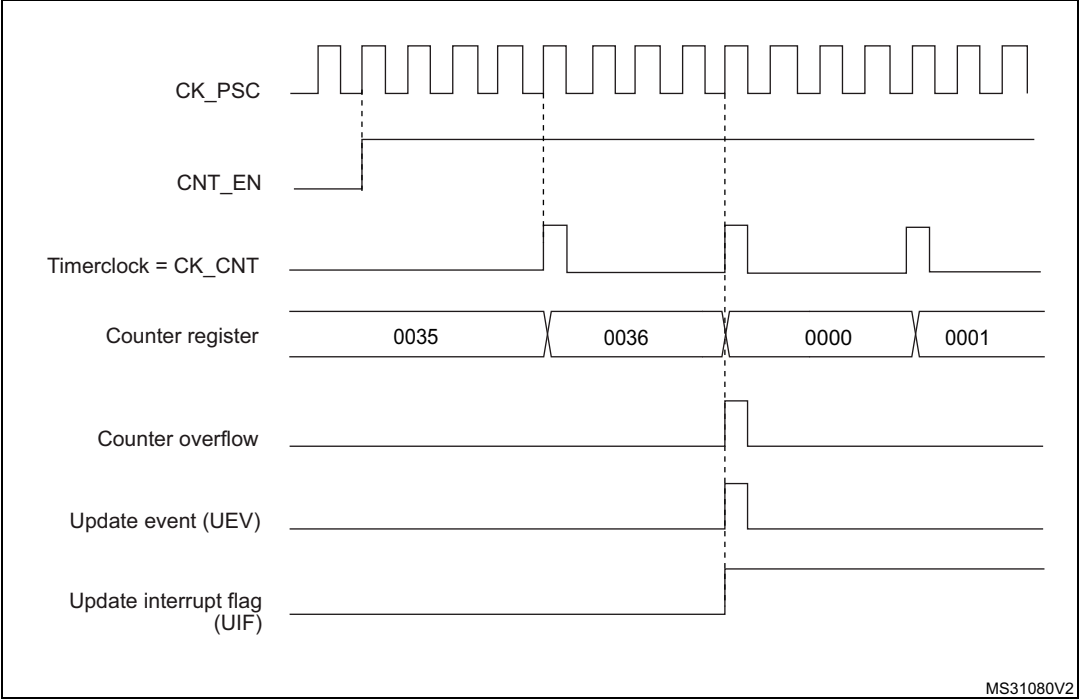 CK_PSC
CNT_EN
Timerclock = CK_CNT
Counter register
0035
0036
0000
0001
Counter overflow
Update event (UEV)
Update interrupt flag
(UIF)
MS31080V2